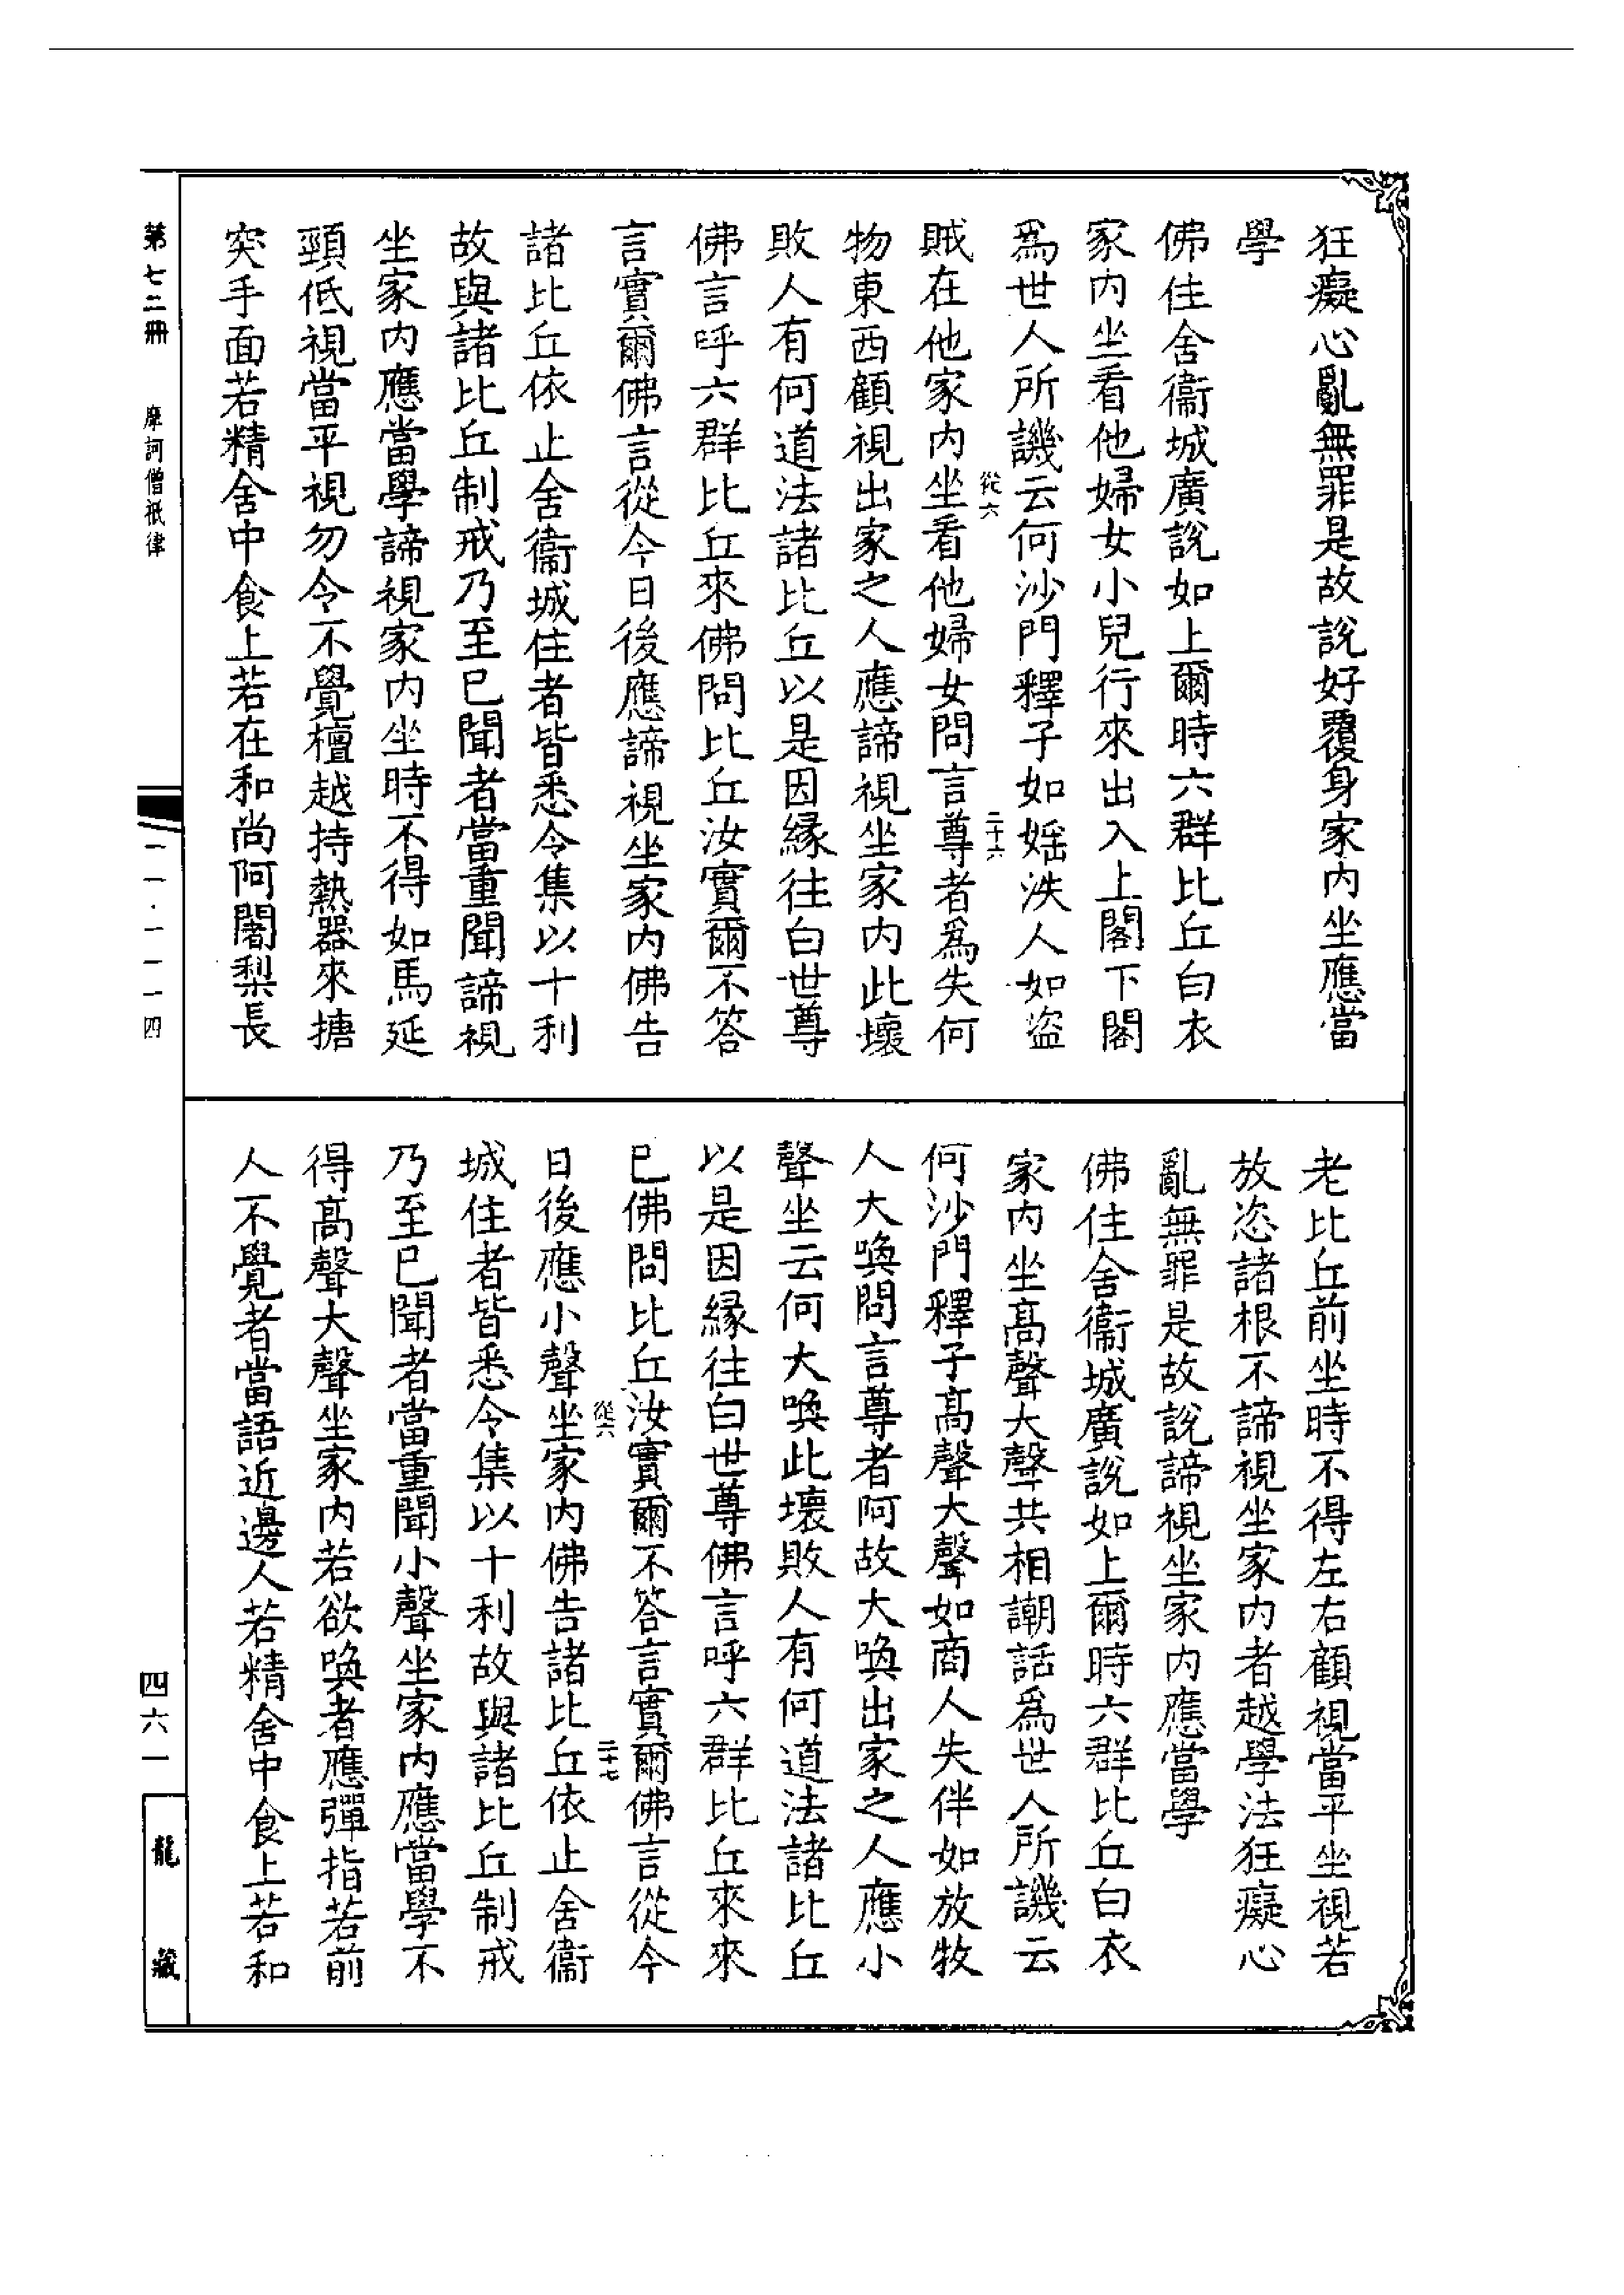 狂癡心亂無罪是故說好覆身家內坐應當
學
佛住舍衞城廣說如上爾時六群比丘白衣
家內坐看他婦女小兒行來出入上閣下閣
爲世人所譏云何沙門釋子如婬泆人如盜
從六
二十六
賊在他家內坐看他婦女問言尊者爲失何
物東西顧視出家之人應諦視坐家內此壞
敗人有何道法諸比丘以是因緣往白世尊
佛言呼六群比丘來佛問比丘汝實爾不答
言實爾佛言從今日後應諦視坐家內佛告
諸比丘依止舍衞城住者皆悉令集以十利
故與諸比丘制戒乃至已聞者當重聞諦視
坐家內應當學諦視家內坐時不得如馬延
頸低視當平視勿令不覺檀越持熱器來搪
突手面若精舍中食上若在和尚阿闍梨長
老比丘前坐時不得左右顧視當平坐視若
放恣諸根不諦視坐家內者越學法狂癡心
亂無罪是故說諦視坐家內應當學
佛住舍衞城廣說如上爾時六群比丘白衣
家內坐高聲大聲共相謿話爲世人所譏云
何沙門釋子高聲大聲如商人失伴如放牧
人大喚問言尊者何故大喚出家之人應小
聲坐云何大喚此壞敗人有何道法諸比丘
以是因緣往白世尊佛言呼六群比丘來來
已佛問比丘汝實爾不答言實爾佛言從今
從六
二十七
日後應小聲坐家內佛告諸比丘依止舍衞
城住者皆悉令集以十利故與諸比丘制戒
乃至已聞者當重聞小聲坐家內應當學不
得高聲大聲坐家內若欲喚者應彈指若前
人不覺者當語近邊人若精舍中食上若和
第七二冊
摩訶僧祇律
一一·一一一四
四六一
龍藏